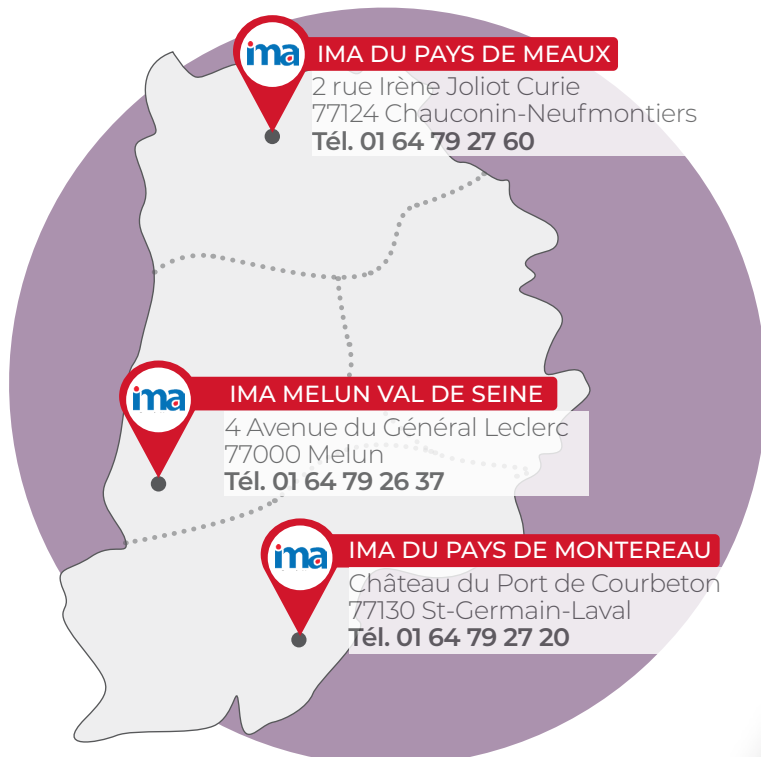 ima
IMA DU PAYS DE MEAUX
2 rue Irène Joliot Curie
77124 Chauconin-Neufmontiers
Tél. 01 64 79 27 60
ima
IMA MELUN VAL DE SEINE
4 Avenue du Général Leclerc
77000 Melun
Tél. 01 64 79 26 37
ima
IMA DU PAYS DE MONTEREAU
Château du Port de Courbeton
77130 St-Germain-Laval
Tél. 01 64 79 27 20